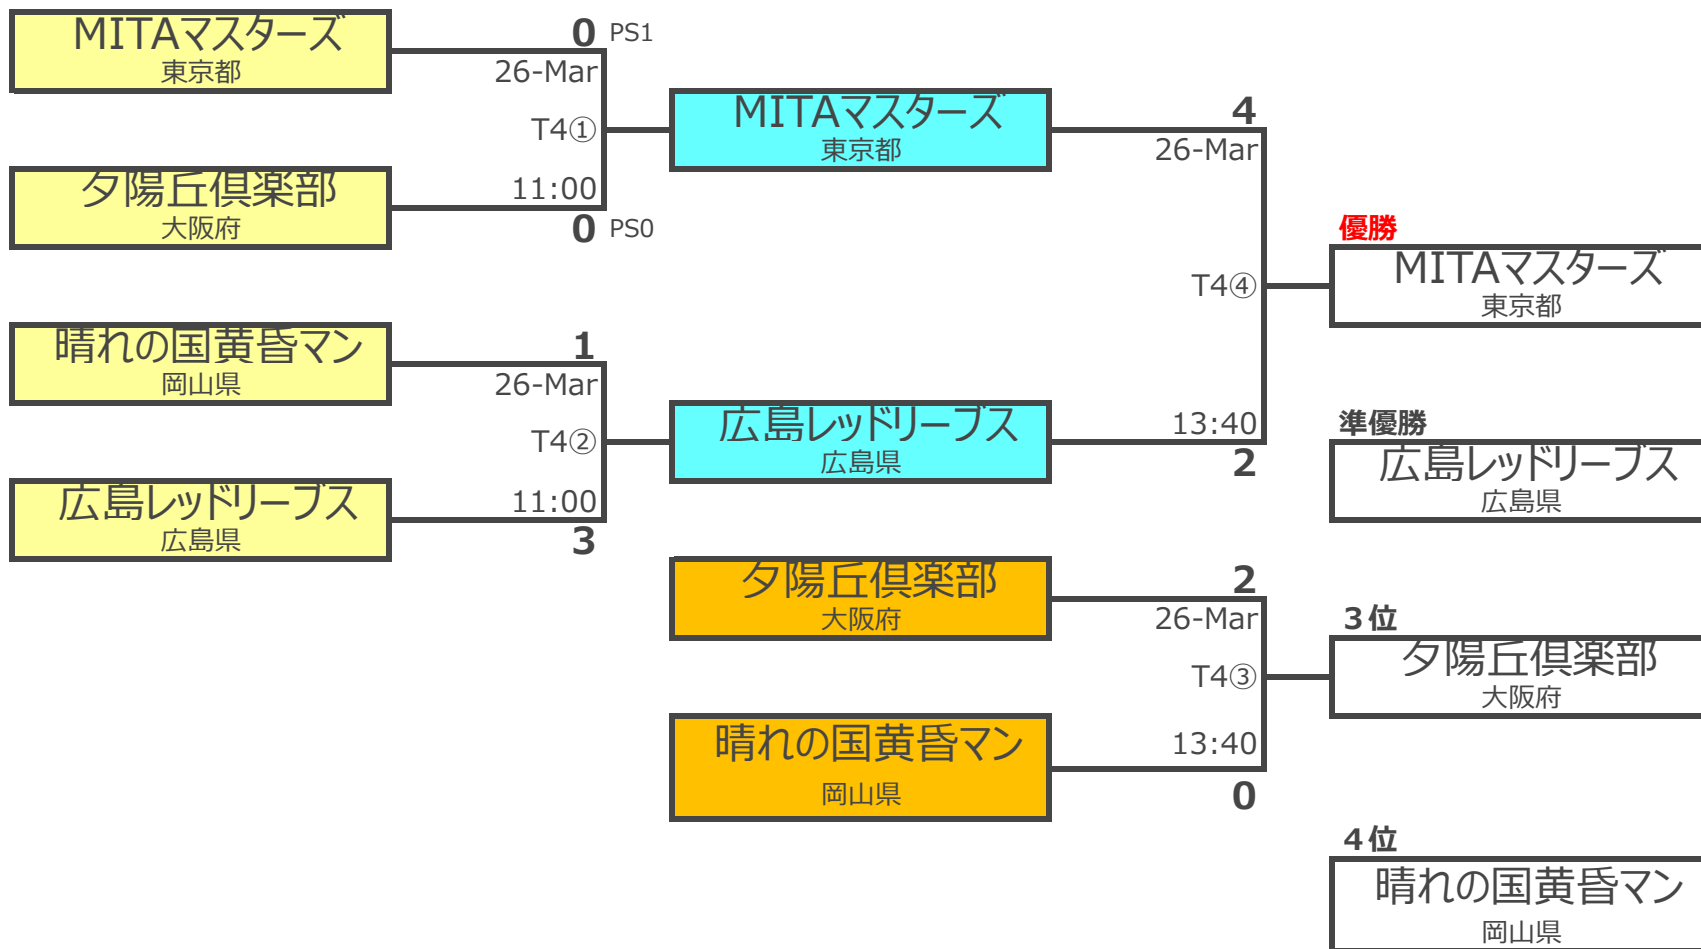 MITAマスターズ
東京都
0 PS1
26-Mar
T4①
11:00
夕陽丘倶楽部
大阪府
0 PS0
晴れの国黄昏マン
岡山県
1
26-Mar
T4②
11:00
広島レッドリーブス
広島県
3
MITAマスターズ
東京都
4
26-Mar
T4④
13:40
広島レッドリーブス
広島県
2
夕陽丘倶楽部
大阪府
2
26-Mar
T4③
13:40
晴れの国黄昏マン
岡山県
0
優勝
MITAマスターズ
東京都
準優勝
広島レッドリーブス
広島県
３位
夕陽丘倶楽部
大阪府
４位
晴れの国黄昏マン
岡山県